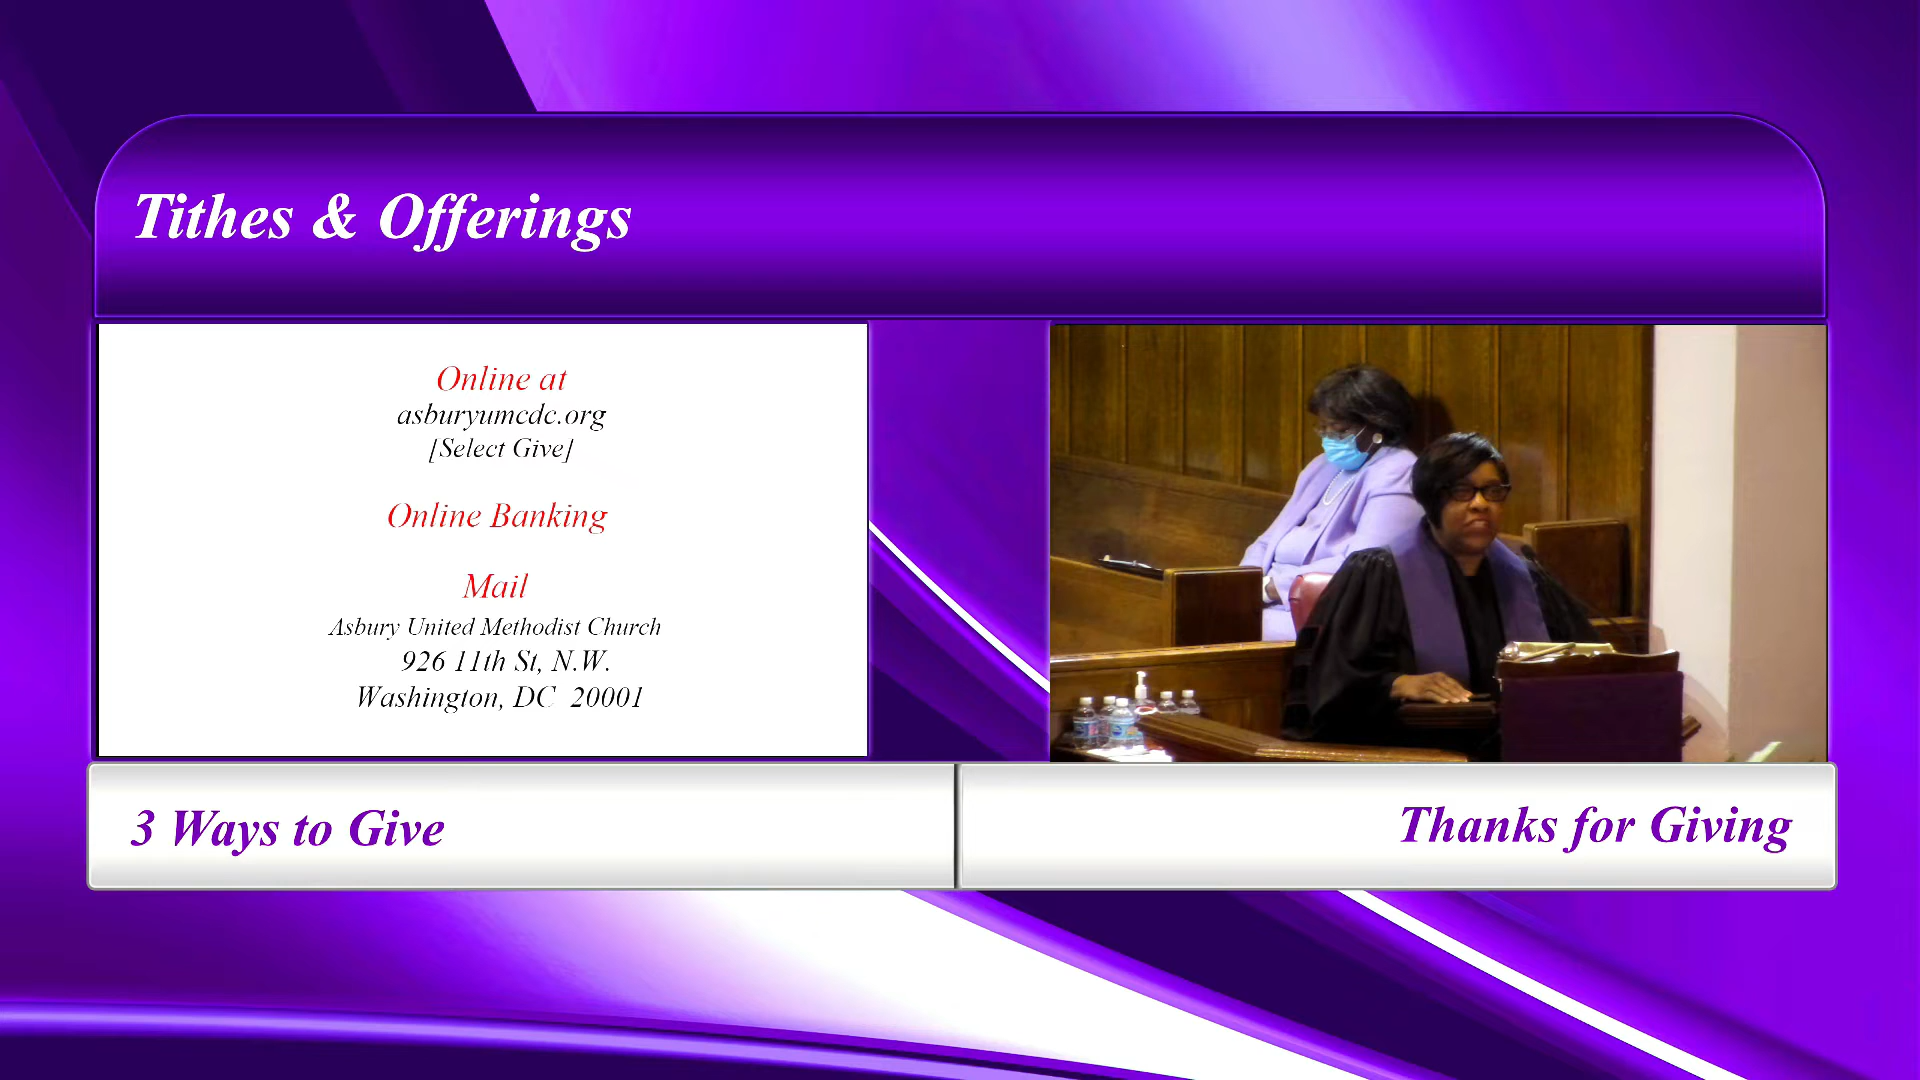 Tithes & Offerings
Online at
asburyumcdc.org
[Select Give]
Online Banking
Mail
Asbury United Methodist Church
926 11th St, N.W.
Washington, DC 20001
3 Ways to Give
Thanks for Giving